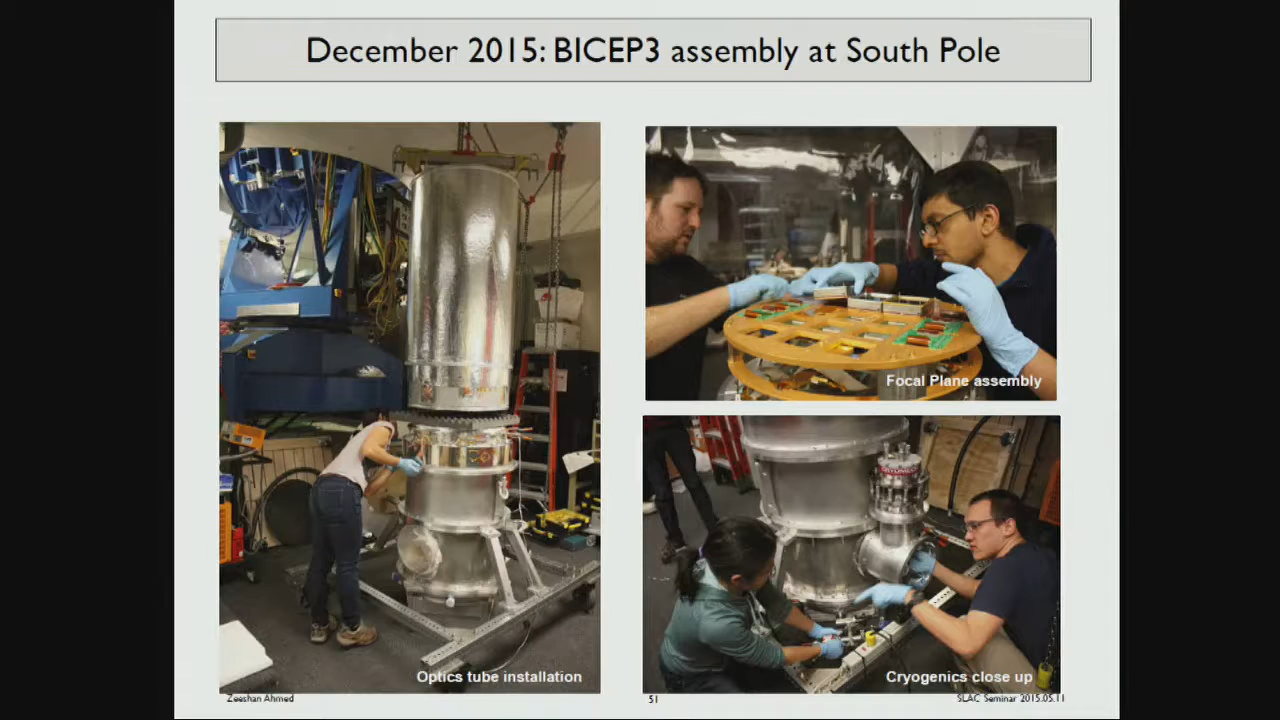 December 2015: BICEP3 assembly at South Pole
Focal Plane assembly
Optics tube installation
Cryogenics close up
Zeeshan Ahmed
51
SLAC Seminar 2015.05.11